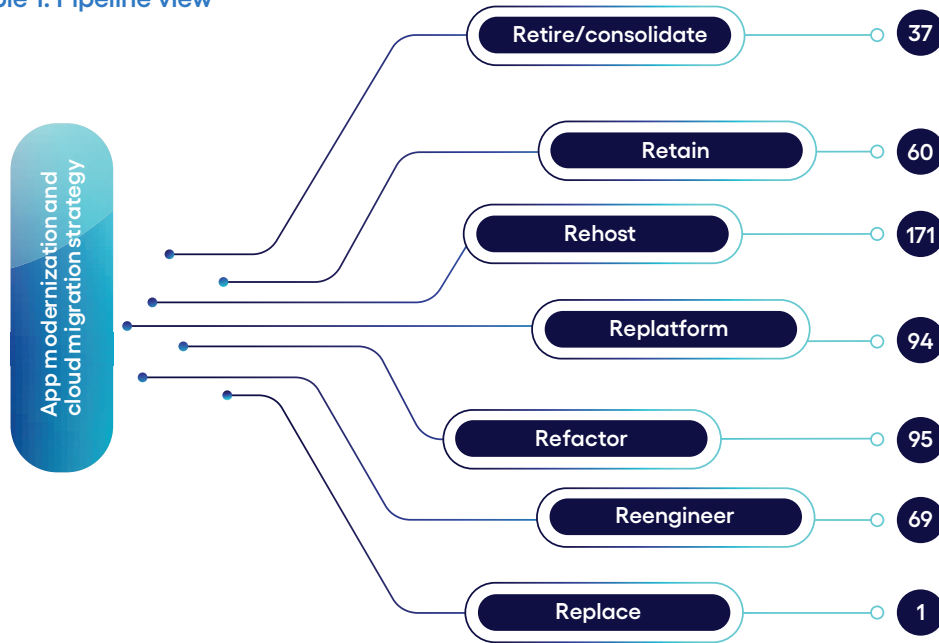 1. Pipeline view
App modernization and
cloud migration strategy
Retire/consolidate
37
Retain
60
Rehost
171
Replatform
94
Refactor
95
Reengineer
69
Replace
1